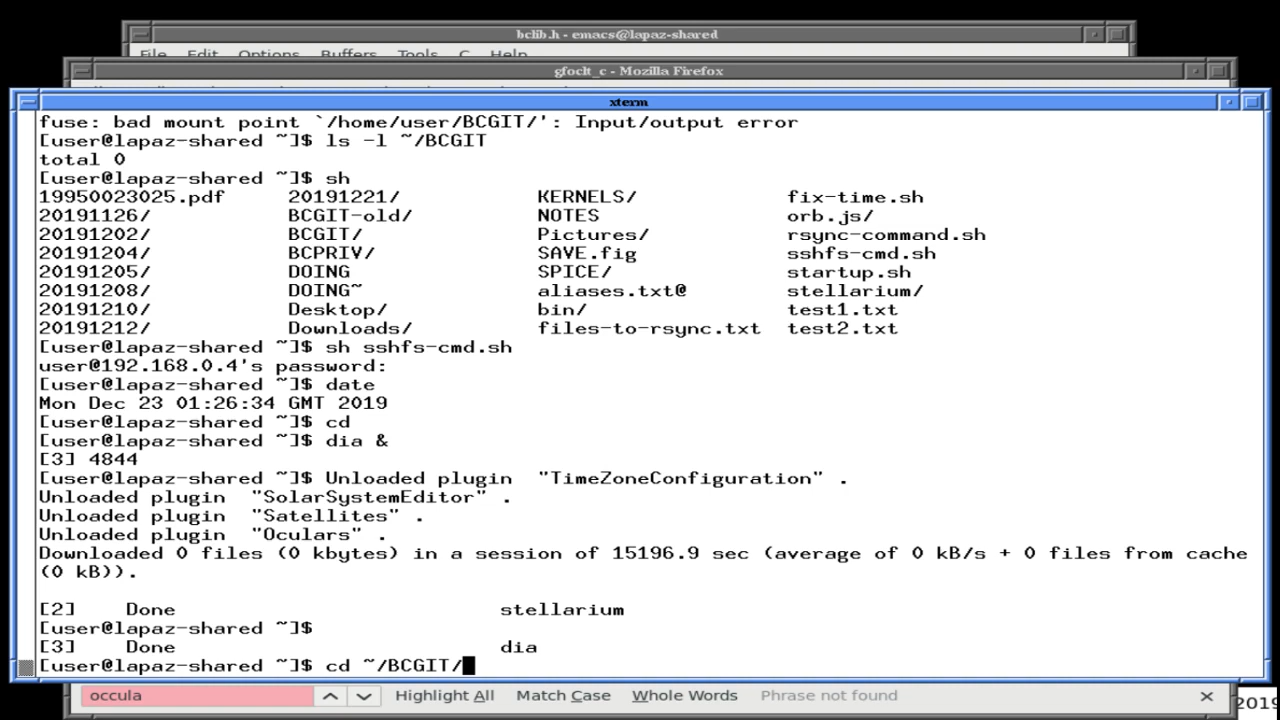 bclib.h - emacs@lapaz-shared
File Edit Options Buffers Tools C Help
gfoclt_c - Mozilla Firefox
xterm
fuse: bad mount point `/home/user/BCGIT/': Input/output error
[user@lapaz-shared ~]$ ls -l ~/BCGIT
total 0
[user@lapaz-shared ~]$ sh
19950023025.pdf 20191221/ KERNELS/ fix-time.sh
20191126/ BCGIT-old/ NOTES orb.js/
20191202/ BCGIT/ Pictures/ rsync-command.sh
20191204/ BCPRIV/ SAVE.fig sshfs-cmd.sh
20191205/ DOING SPICE/ startup.sh
20191208/ DOING~ aliases.txt@ stellarium/
20191210/ Desktop/ bin/ test1.txt
20191212/ Downloads/ files-to-rsync.txt test2.txt
[user@lapaz-shared ~]$ sh sshfs-cmd.sh
user@192.168.0.4's password:
[user@lapaz-shared ~]$ date
Mon Dec 23 01:26:34 GMT 2019
[user@lapaz-shared ~]$ cd
[user@lapaz-shared ~]$ dia &
[3] 4844
[user@lapaz-shared ~]$ Unloaded plugin "TimeZoneConfiguration" .
Unloaded plugin "SolarSystemEditor" .
Unloaded plugin "Satellites" .
Unloaded plugin "Oculars" .
Downloaded 0 files (0 kbytes) in a session of 15196.9 sec (average of 0 kB/s + 0 files from cache
(0 kB)).
[2] Done stellarium
[user@lapaz-shared ~]$
[3] Done dia
[user@lapaz-shared ~]$ cd ~/BCGIT/
occula Highlight All Match Case Whole Words Phrase not found
2019